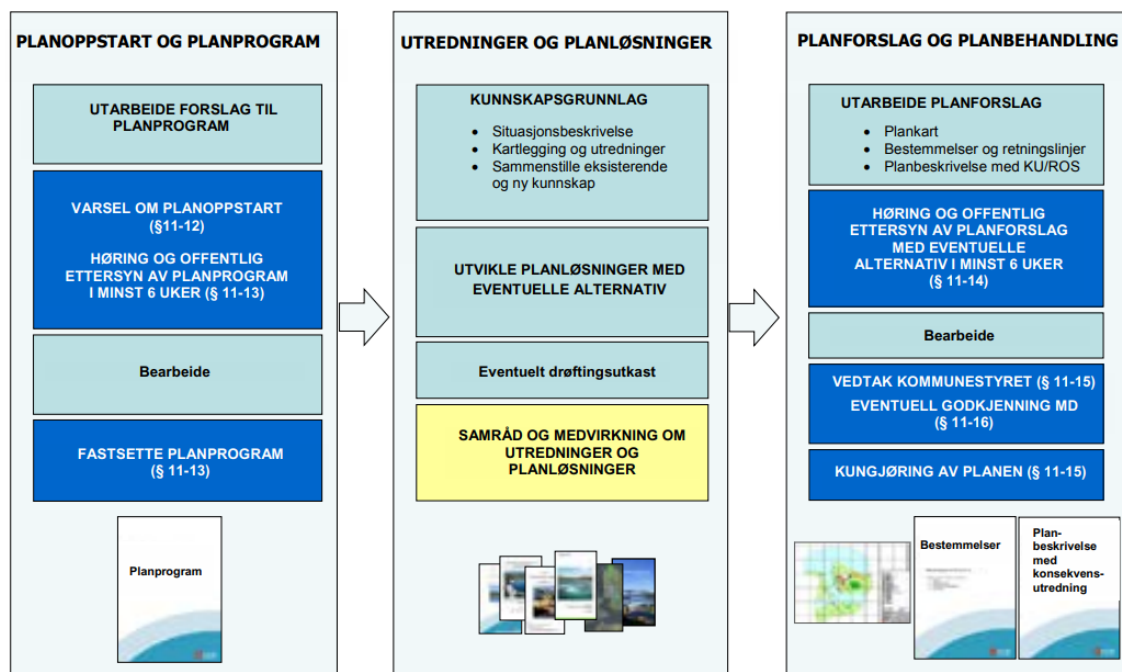 PLANOPPSTART OG PLANPROGRAM
UTARBEIDE FORSLAG TIL
PLANPROGRAM
VARSEL OM PLANOPPSTART
(§11-12)
HØRING OG OFFENTLIG
ETTERSYN AV PLANPROGRAM
I MINST 6 UKER (§ 11-13)
Bearbeide
FASTSETTE PLANPROGRAM
(§ 11-13)
Planprogram
UTREDNINGER OG PLANLØSNINGER
KUNNSKAPSGRUNNLAG
• Situasjonsbeskrivelse
• Kartlegging og utredninger
• Sammenstille eksisterende
og ny kunnskap
UTVIKLE PLANLØSNINGER MED
EVENTUELLE ALTERNATIV
Eventuelt drøftingsutkast
SAMRÅD OG MEDVIRKNING OM
UTREDNINGER OG
PLANLØSNINGER
PLANFORSLAG OG PLANBEHANDLING
UTARBEIDE PLANFORSLAG
• Plankart
• Bestemmelser og retningslinjer
• Planbeskrivelse med KU/ROS
HØRING OG OFFENTLIG
ETTERSYN AV PLANFORSLAG
MED EVENTUELLE
ALTERNATIV I MINST 6 UKER
(§ 11-14)
Bearbeide
VEDTAK KOMMUNESTYRET (§ 11-15)
EVENTUELL GODKJENNING MD
(§ 11-16)
KUNGJØRING AV PLANEN (§ 11-15)
Bestemmelser
Plan-
beskrivelse
med
konsekvens-
utredning